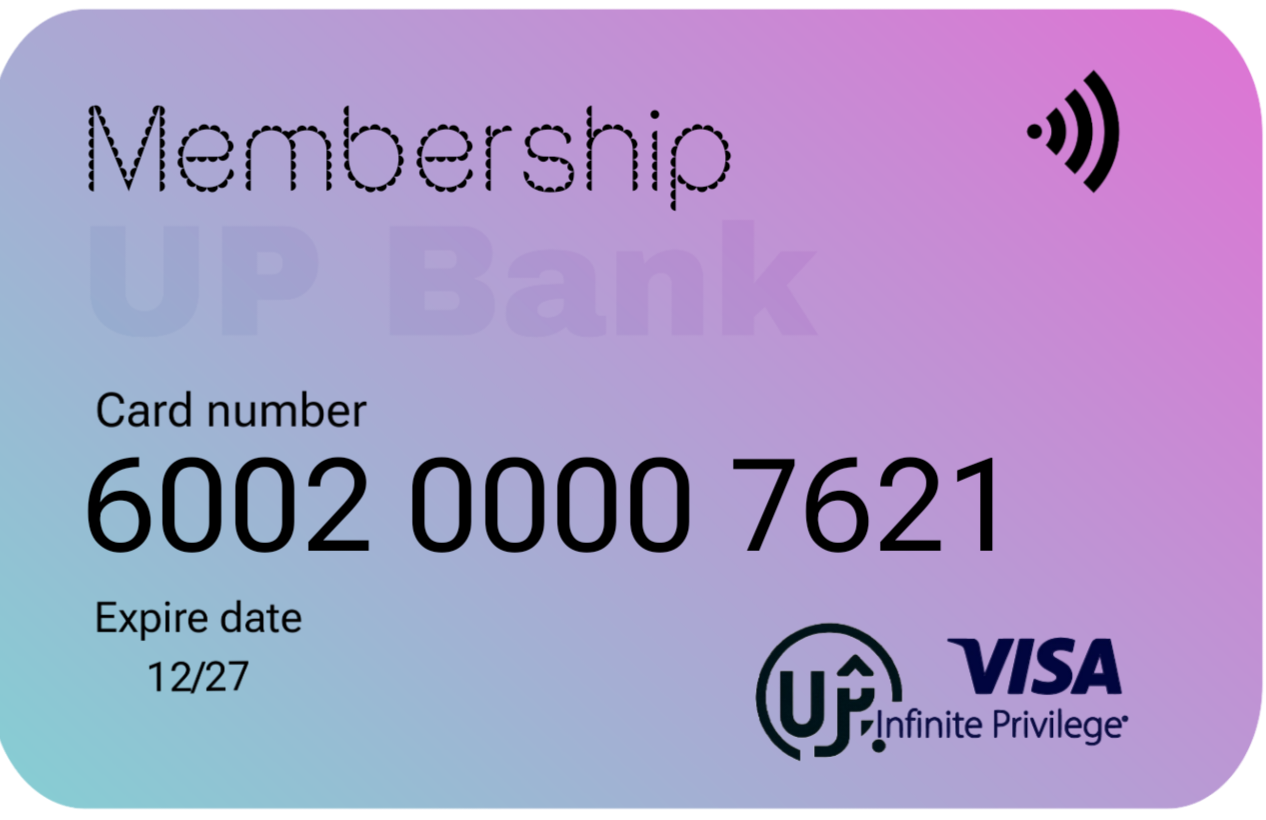 Membership
UP Bank
Card number
6002 0000 7621
Expire date
12/27
UP
VISA
Infinite Privilege